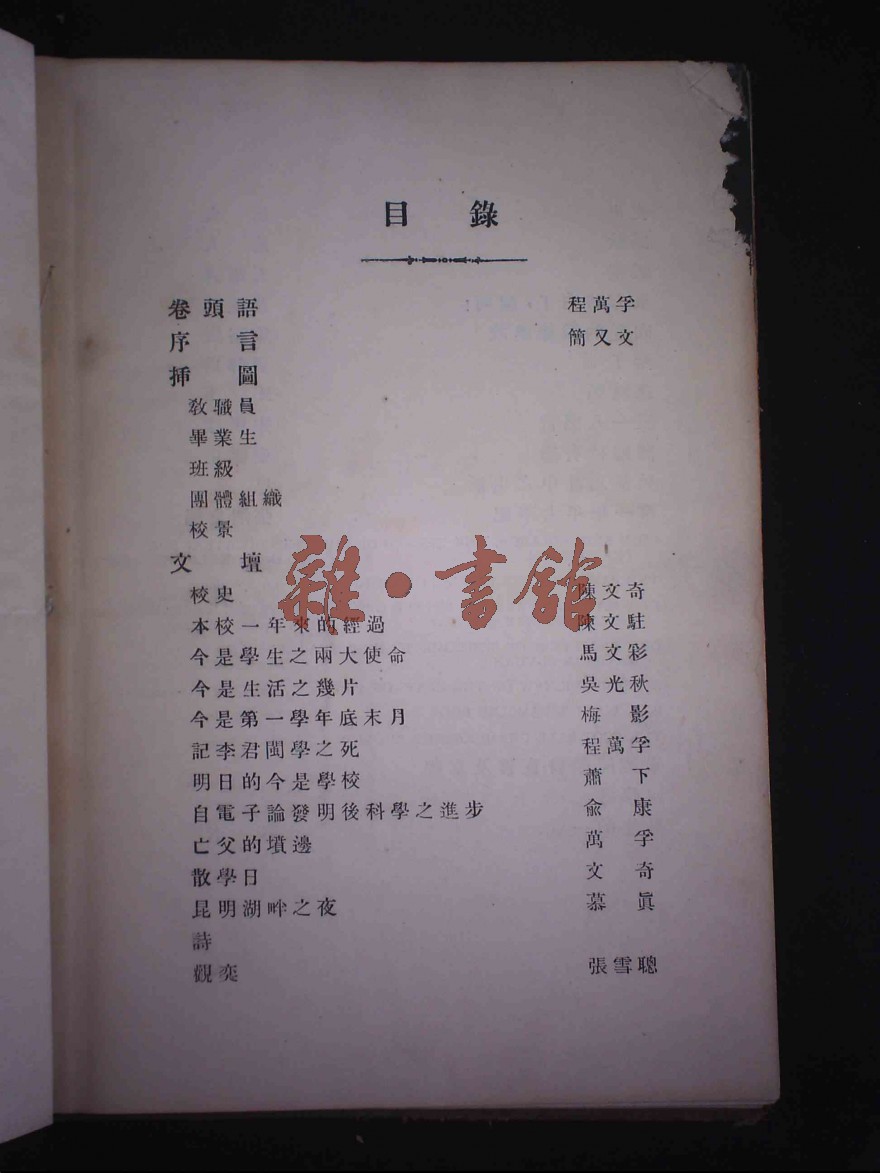 目錄
卷頭語 程萬孚
序言 簡又文
揷圖
敎職員
畢業生
班級
團體組織
校景
文壇
校史 陳文奇
本校一年來的經過 陳文駐
今是學生之兩大使命 馬文彩
今是生活之幾片 吳光秋
今是第一學年底末月 梅影
記李君閩學之死 程萬孚
明日的今是學校 蕭下
自電子論發明後科學之進步 兪康
亡父的墳邊 萬孚
散學日 文奇
昆明湖畔之夜 慕眞
詩
觀奕 張雪聰
雜·書館